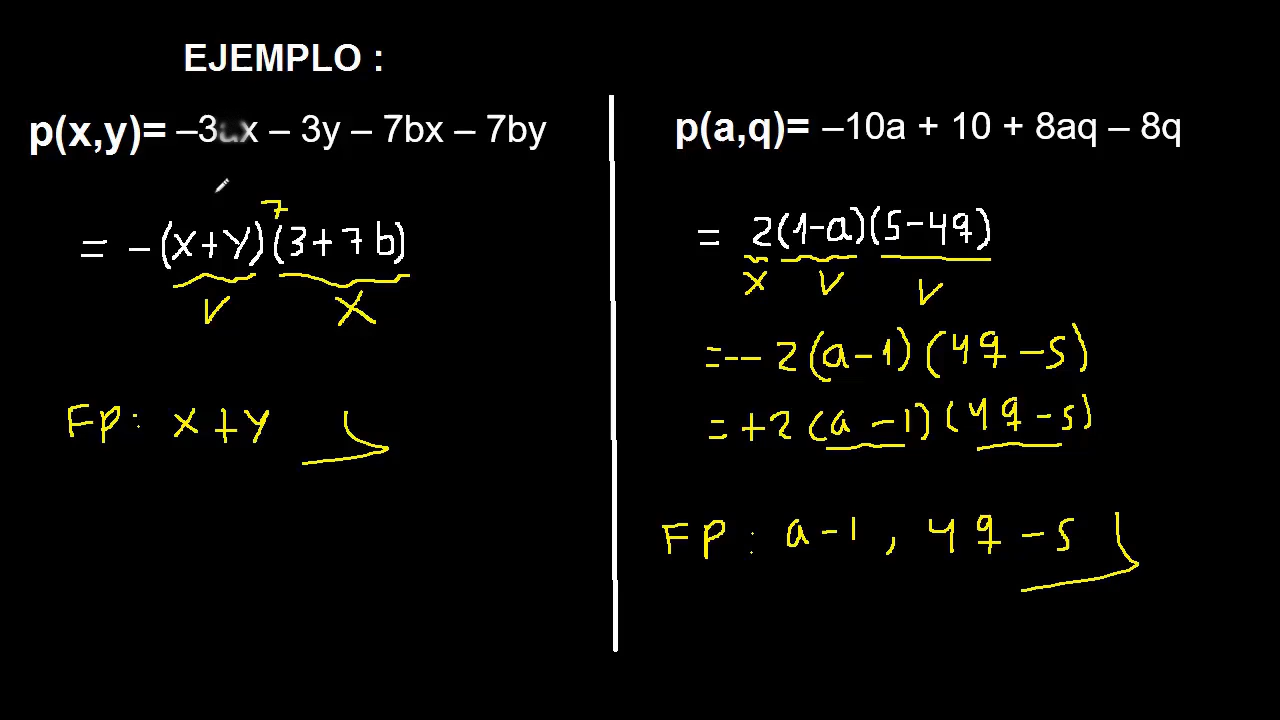 EJEMPLO :
p(x,y)= –3x – 3y – 7bx – 7by
7
= -(x+y)(3+7b)
V X
FP: x+y
p(a,q)= –10a + 10 + 8aq – 8q
= 2(1-a)(5-4q)
x V V
=-- 2(a-1)(4q-5)
= +2(a-1)(4q-5)
FP: a-1, 4q-5